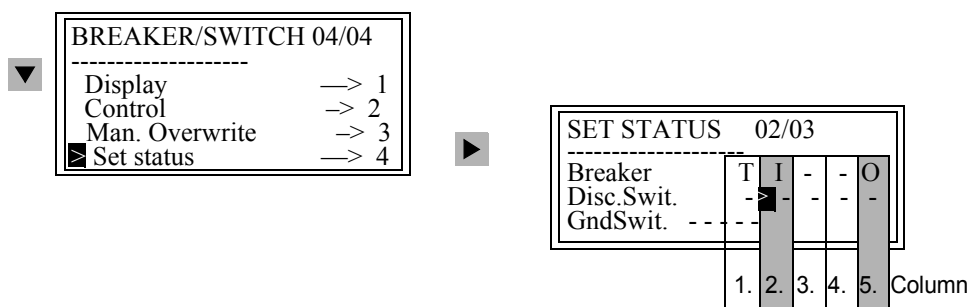 BREAKER/SWITCH 04/04
--------------------
Display —> 1
Control –> 2
Man. Overwrite –> 3
> Set status —> 4
SET STATUS 02/03
--------------------
Breaker T I - - O
Disc.Swit. -> - - - -
GndSwit. - - - - -
1. 2. 3. 4. 5. Column